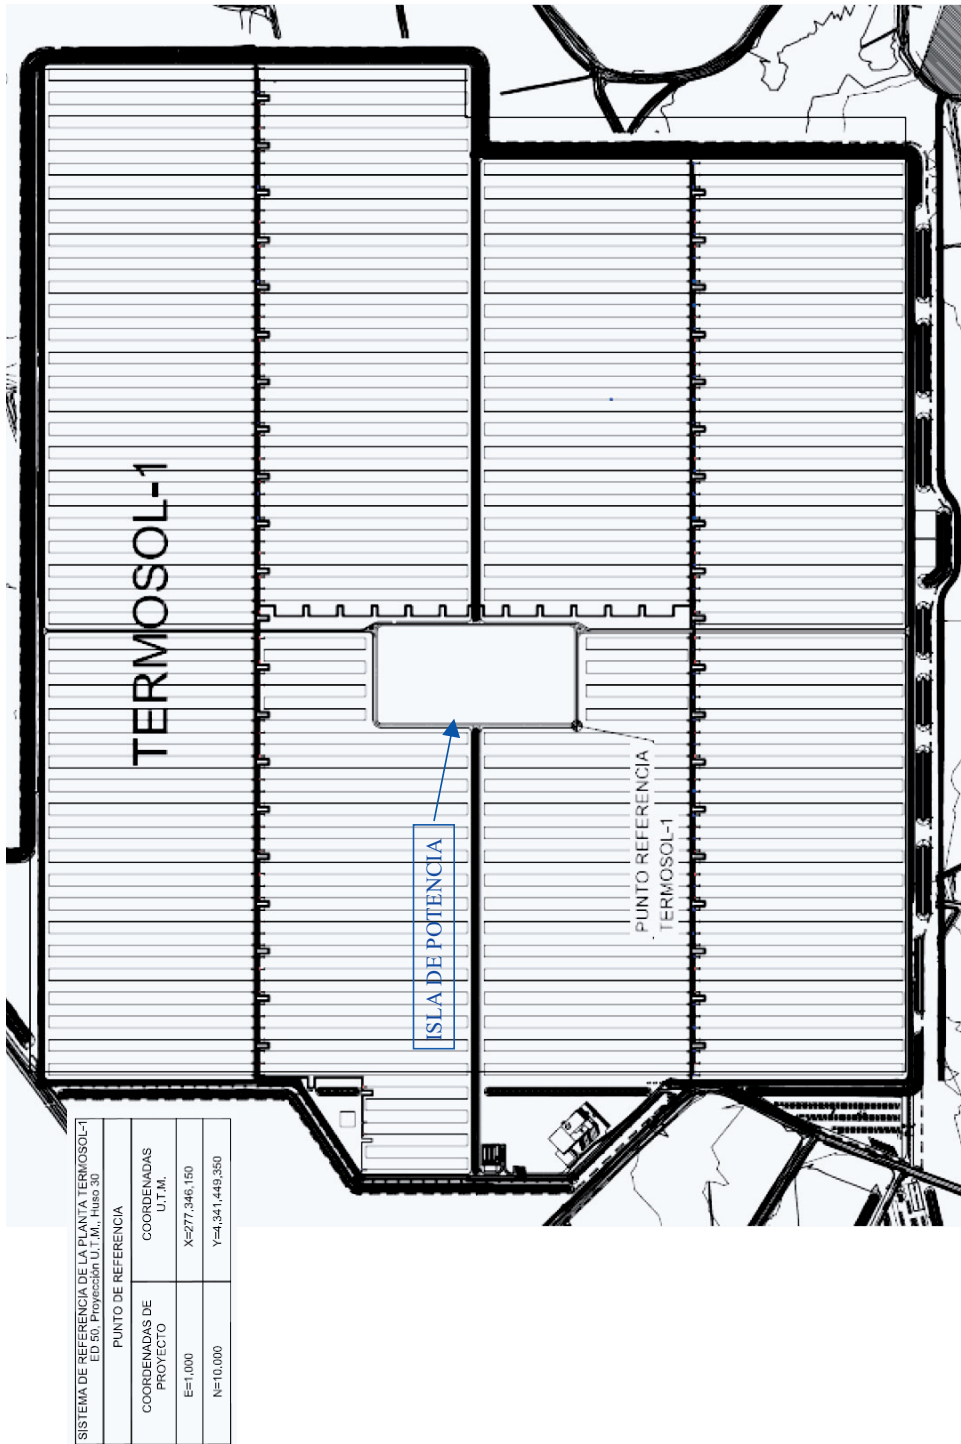 TERMOSOL-1
ISLA DE POTENCIA
PUNTO REFERENCIA
TERMOSOL-1
SISTEMA DE REFERENCIA DE LA PLANTA TERMOSOL-1
ED 50, Proyección U.T.M., Huso 30
PUNTO DE REFERENCIA
COORDENADAS DE
PROYECTO
COORDENADAS
U.T.M.
E=1,000
X=277,346,150
N=10,000
Y=4,341,449,350